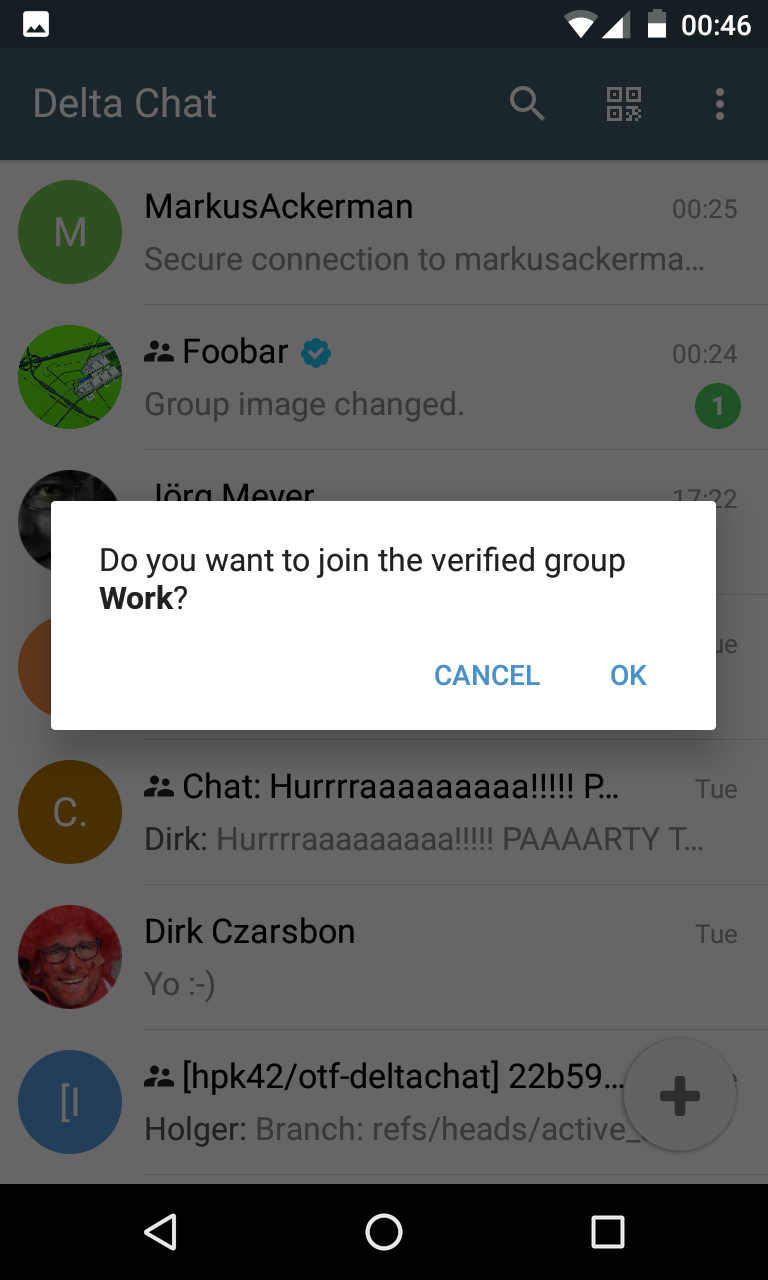 00:46
Delta Chat
M
MarkusAckerman
00:25
Secure connection to markusackerma…
Foobar
00:24
Group image changed.
1
Jörg Meyer
17:22
Do you want to join the verified group
Work?
CANCEL
OK
C.
Chat: Hurrrraaaaaaaaa!!!!! P…
Tue
Dirk: Hurrrraaaaaaaaa!!!!! PAAAARTY T…
Dirk Czarsbon
Tue
Yo :-)
[I
[hpk42/otf-deltachat] 22b59…
Holger: Branch: refs/heads/active_